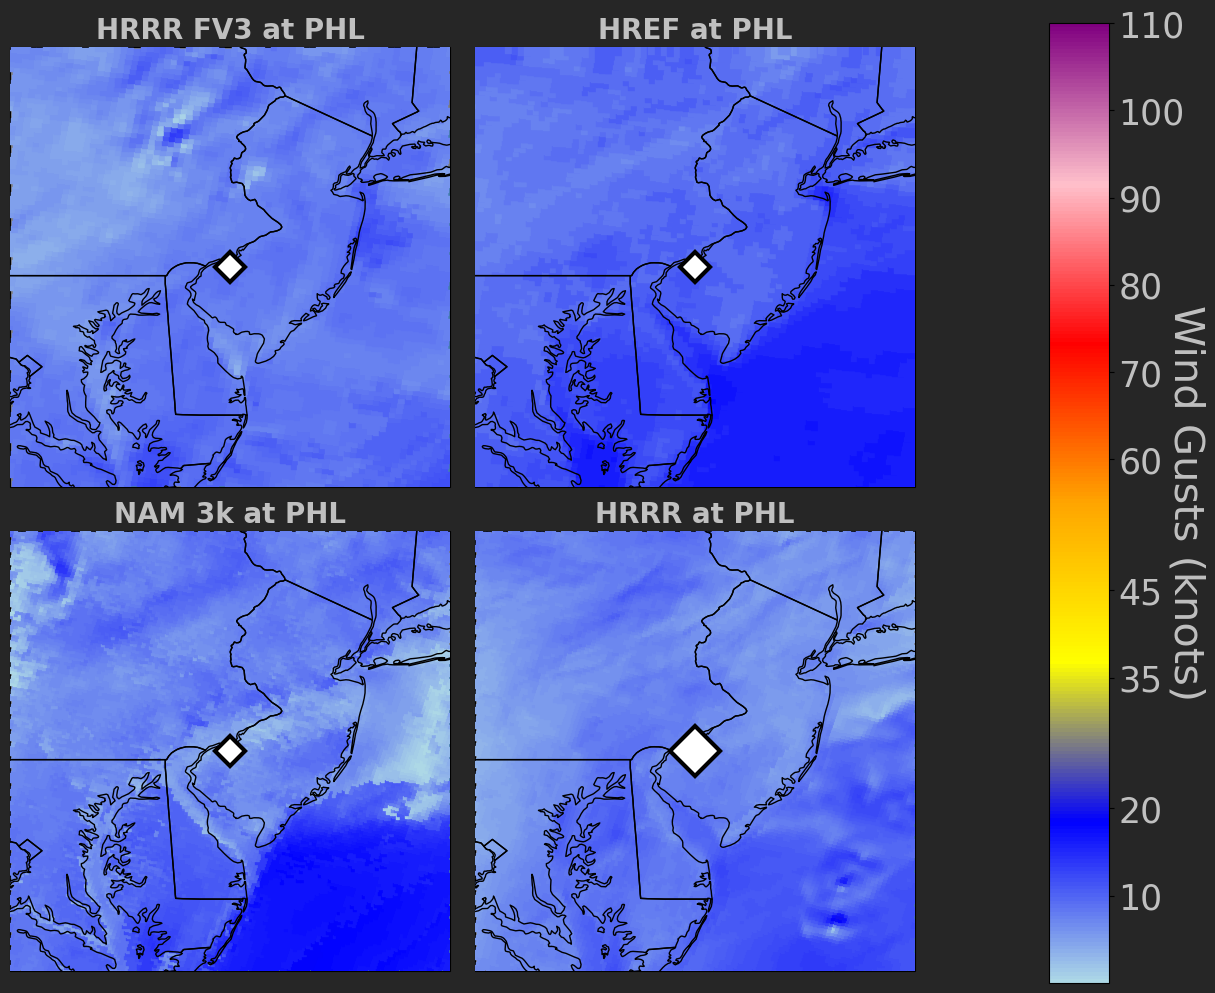 HRRR FV3 at PHL
HREF at PHL
NAM 3k at PHL
HRRR at PHL
110
100
90
80
70
60
45
35
20
10
Wind Gusts (knots)